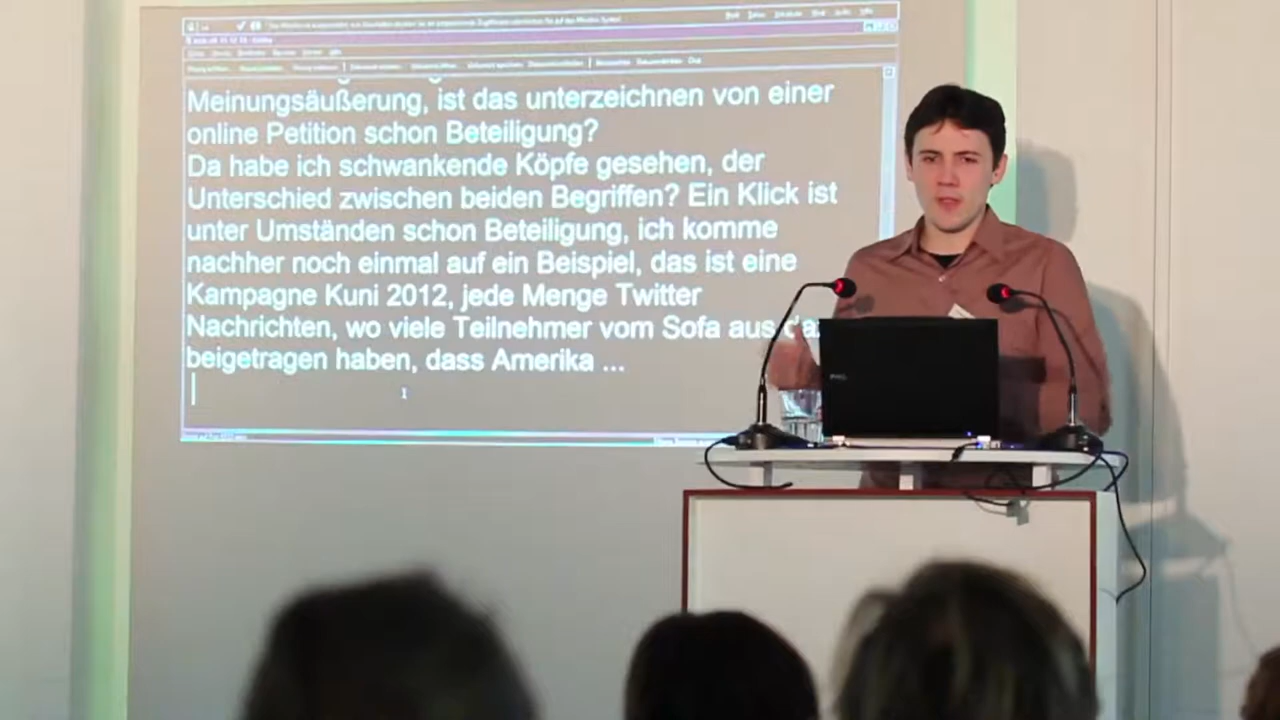 Meinungsäußerung, ist das unterzeichnen von einer
online Petition schon Beteiligung?
Da habe ich schwankende Köpfe gesehen, der
Unterschied zwischen beiden Begriffen? Ein Klick ist
unter Umständen schon Beteiligung, ich komme
nachher noch einmal auf ein Beispiel, das ist eine
Kampagne Kuni 2012, jede Menge Twitter
Nachrichten, wo viele Teilnehmer vom Sofa aus
beigetragen haben, dass Amerika ...
DELL